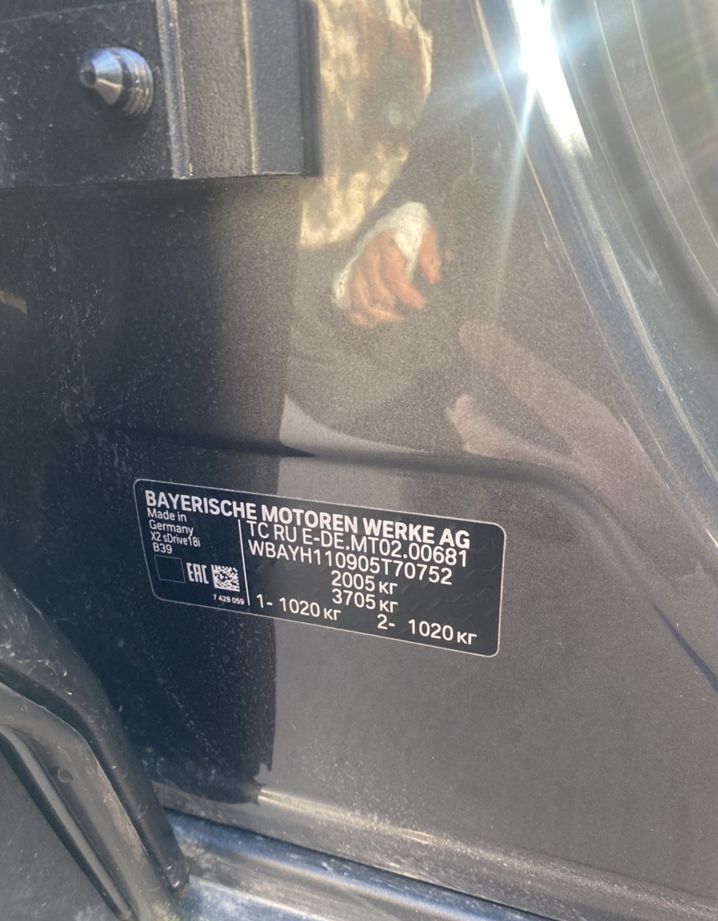 BAYERISCHE MOTOREN WERKE AG
Made in
Germany
X2 sDrive18i
B39
EAC
7 428 059
TC RU E-DE.MT02.00681
WBAYH110905T70752
2005 кг
3705 кг
1- 1020 кг 2- 1020 кг